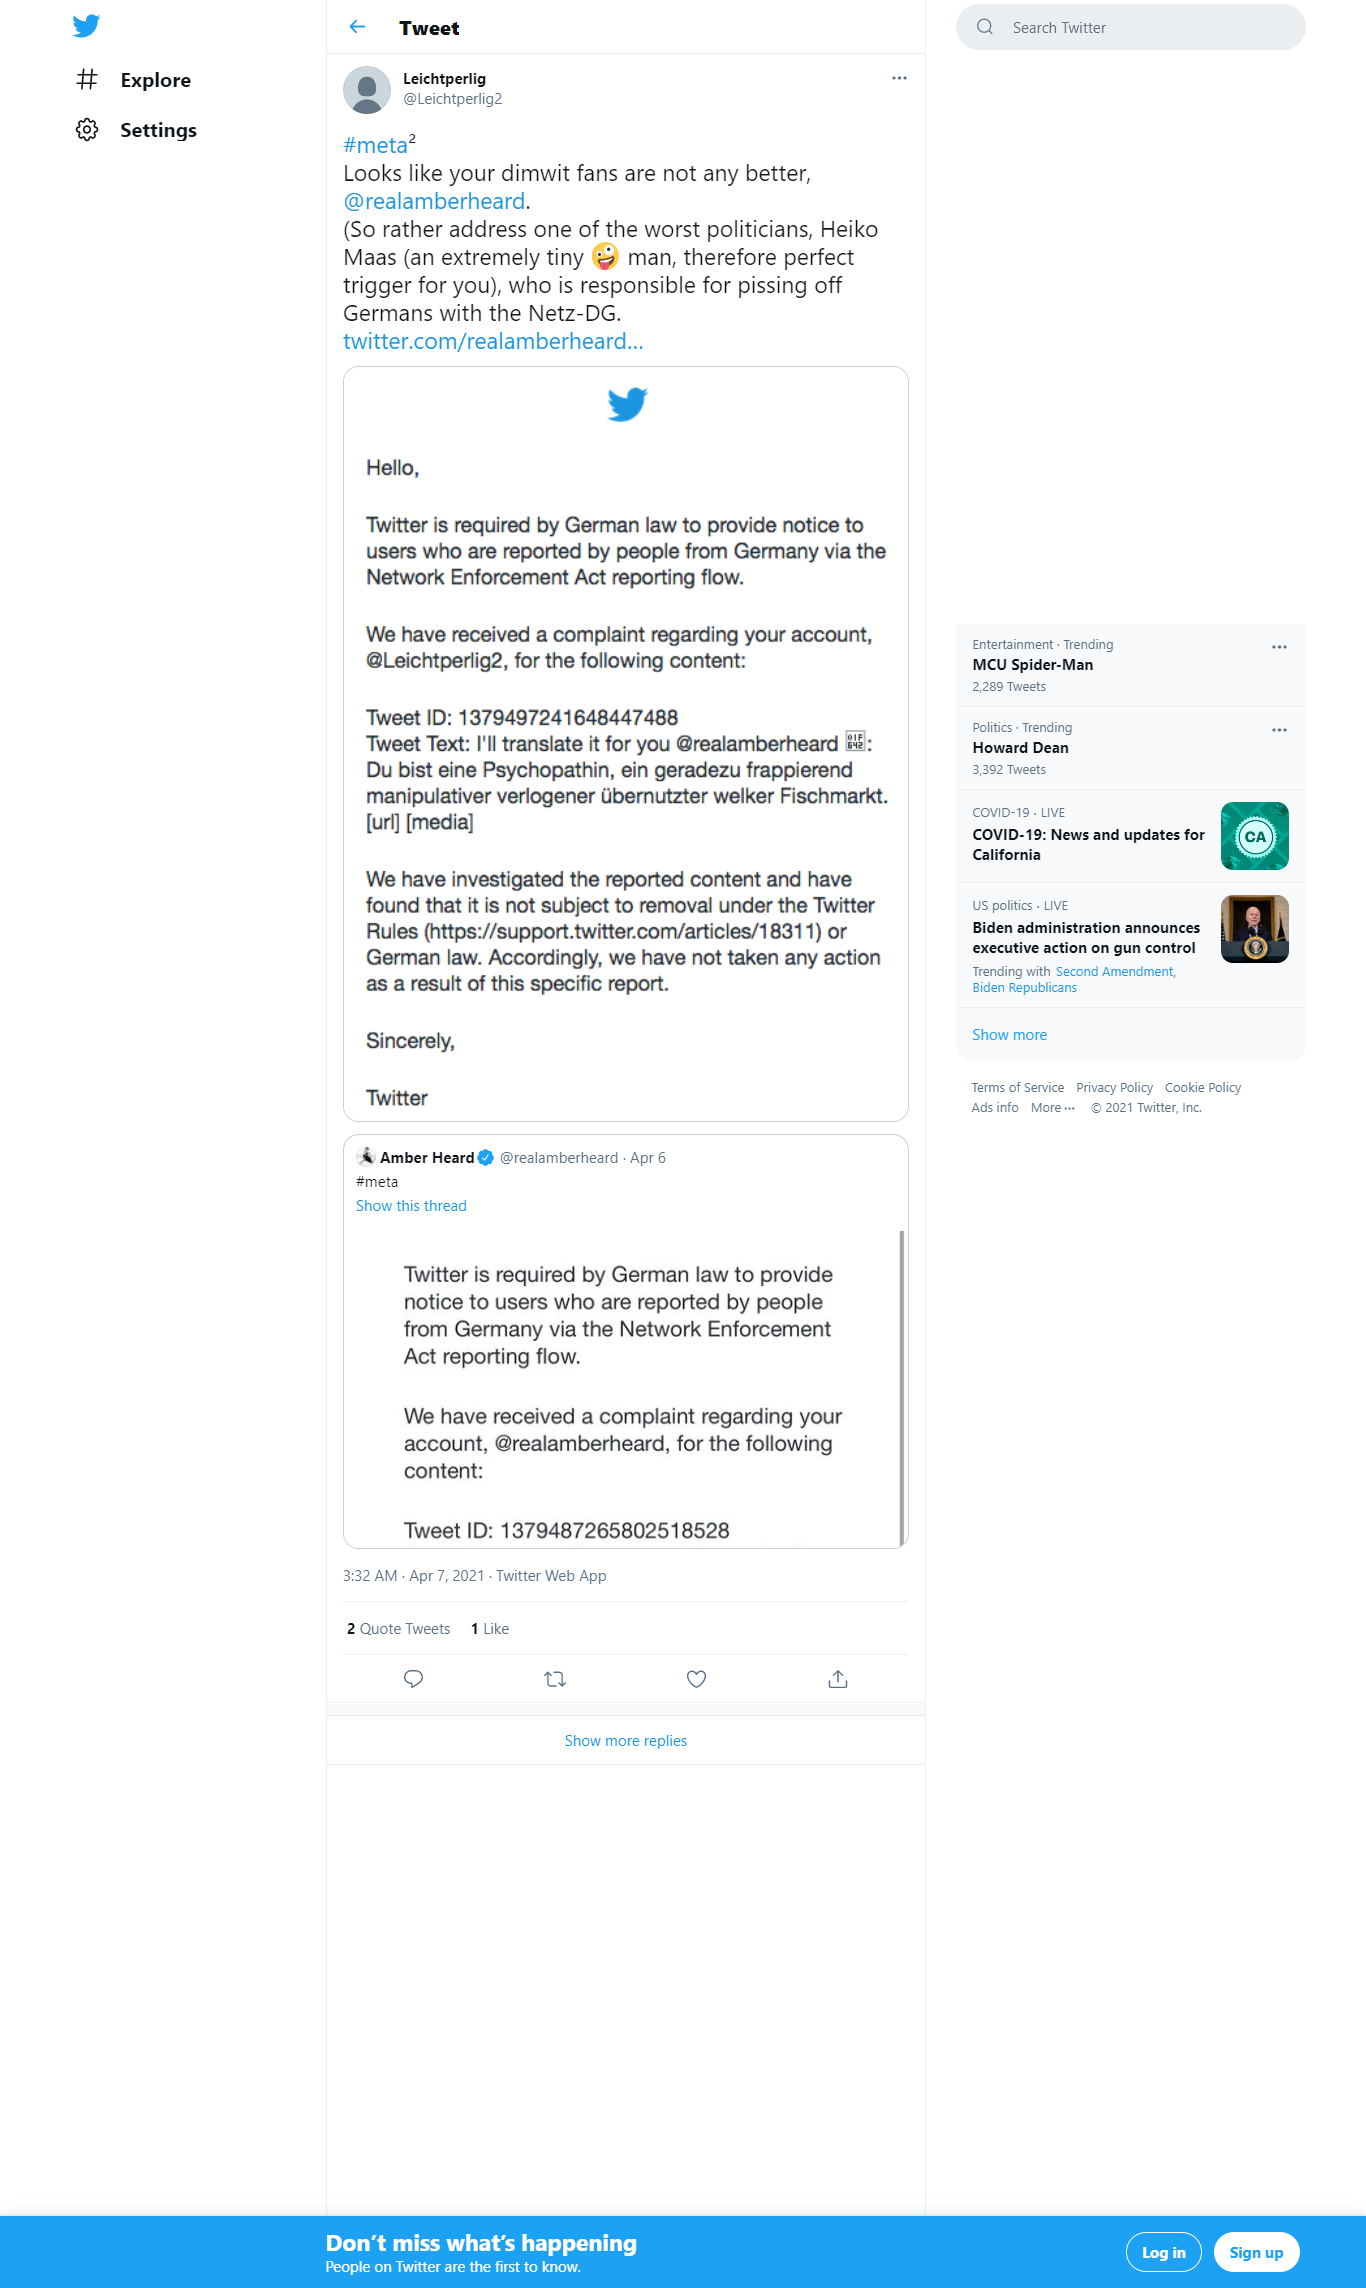 Explore
Settings
Tweet
Leichtperlig
@Leichtperlig2
#meta²
Looks like your dimwit fans are not any better,
@realamberheard.
(So rather address one of the worst politicians, Heiko
Maas (an extremely tiny 🤪 man, therefore perfect
trigger for you), who is responsible for pissing off
Germans with the Netz-DG.
twitter.com/realamberheard…
Hello,
Twitter is required by German law to provide notice to
users who are reported by people from Germany via the
Network Enforcement Act reporting flow.
We have received a complaint regarding your account,
@Leichtperlig2, for the following content:
Tweet ID: 1379497241648447488
Tweet Text: I'll translate it for you @realamberheard 🙂:
Du bist eine Psychopathin, ein geradezu frappierend
manipulativer verlogener übernutzter welker Fischmarkt.
[url] [media]
We have investigated the reported content and have
found that it is not subject to removal under the Twitter
Rules (https://support.twitter.com/articles/18311) or
German law. Accordingly, we have not taken any action
as a result of this specific report.
Sincerely,
Twitter
Amber Heard @realamberheard · Apr 6
#meta
Show this thread
Twitter is required by German law to provide
notice to users who are reported by people
from Germany via the Network Enforcement
Act reporting flow.
We have received a complaint regarding your
account, @realamberheard, for the following
content:
Tweet ID: 1379487265802518528
3:32 AM · Apr 7, 2021 · Twitter Web App
2 Quote Tweets 1 Like
Show more replies
Search Twitter
Entertainment · Trending
MCU Spider-Man
2,289 Tweets
Politics · Trending
Howard Dean
3,392 Tweets
COVID-19 · LIVE
COVID-19: News and updates for
California
CA
US politics · LIVE
Biden administration announces
executive action on gun control
Trending with Second Amendment,
Biden Republicans
Show more
Terms of Service Privacy Policy Cookie Policy
Ads info More ··· © 2021 Twitter, Inc.
Don’t miss what’s happening
People on Twitter are the first to know.
Log in
Sign up